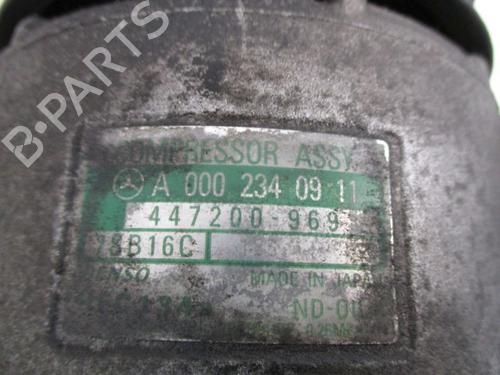 COMPRESSOR ASSY
A 000 234 09 11
447200-969
7SB16C
DENSO MADE IN JAPAN
ND-OIL
B-PARTS